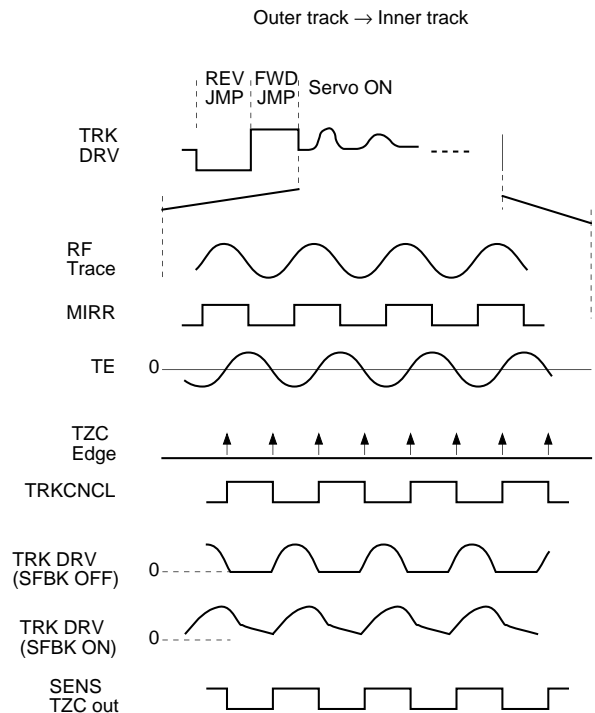 Outer track → Inner track
REV JMP
FWD JMP
Servo ON
TRK
DRV
RF
Trace
MIRR
TE
0
TZC
Edge
TRKCNCL
TRK DRV
(SFBK OFF)
0
TRK DRV
(SFBK ON)
0
SENS
TZC out